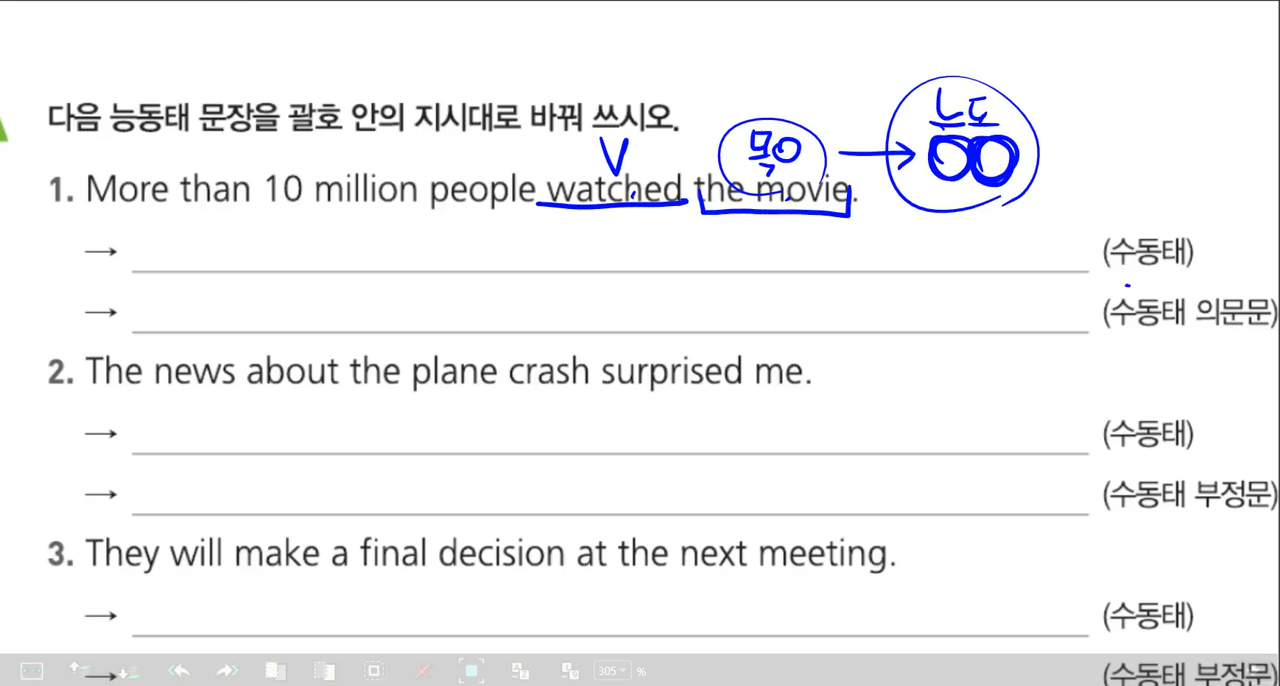 다음 능동태 문장을 괄호 안의 지시대로 바꿔 쓰시오.
V 목
1. More than 10 million people watched the movie.
→ (수동태)
→ (수동태 의문문)
2. The news about the plane crash surprised me.
→ (수동태)
→ (수동태 부정문)
3. They will make a final decision at the next meeting.
→ (수동태)
→ (수동태 부정문)
305 %